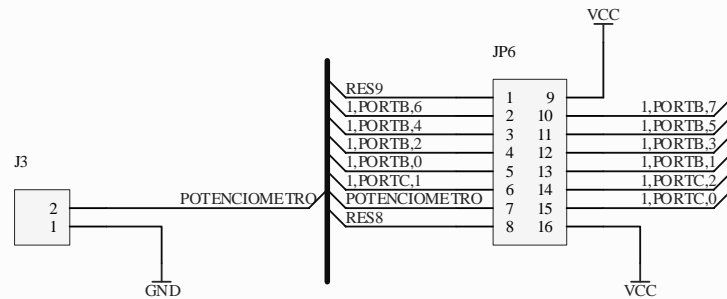 VCC
JP6
RES9 1 9
1,PORTB,6 2 10 1,PORTB,7
1,PORTB,4 3 11 1,PORTB,5
1,PORTB,2 4 12 1,PORTB,3
1,PORTB,0 5 13 1,PORTB,1
1,PORTC,1 6 14 1,PORTC,2
POTENCIOMETRO 7 15 1,PORTC,0
RES8 8 16
VCC
J3
2 POTENCIOMETRO
1
GND